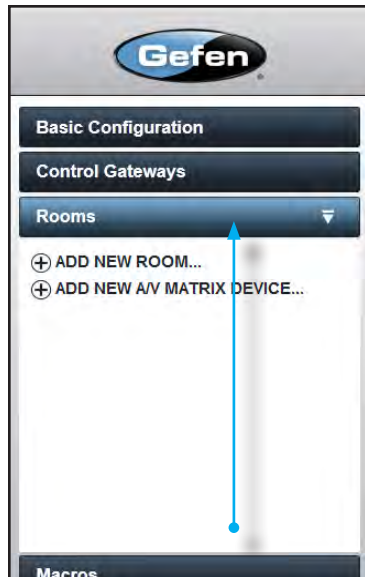 Gefen
Basic Configuration
Control Gateways
Rooms
ADD NEW ROOM...
ADD NEW A/V MATRIX DEVICE...
Macros